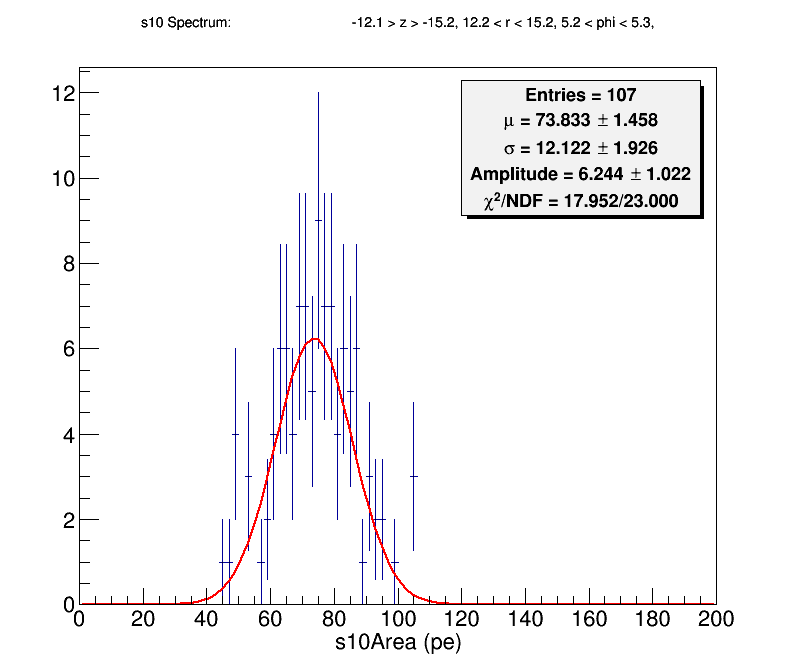 s10 Spectrum: -12.1 > z > -15.2, 12.2 < r < 15.2, 5.2 < phi < 5.3,
Entries = 107
μ = 73.833 ± 1.458
σ = 12.122 ± 1.926
Amplitude = 6.244 ± 1.022
χ²/NDF = 17.952/23.000
12
10
8
6
4
2
0
0 20 40 60 80 100 120 140 160 180 200
s10Area (pe)